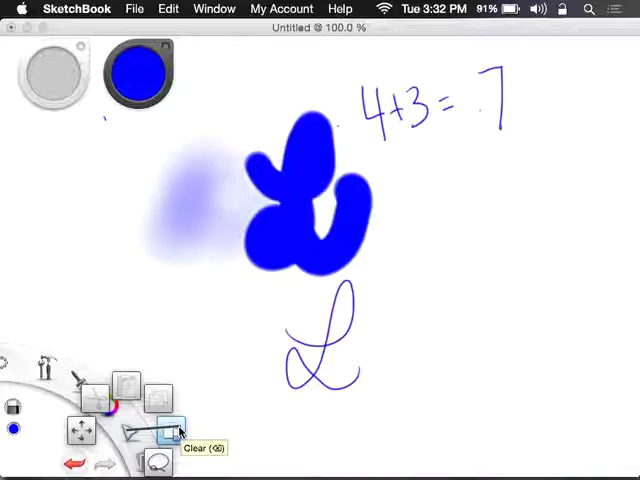 SketchBook File Edit Window My Account Help Tue 3:32 PM 91%
Untitled @ 100.0 %
4+3= 7
L
Clear (⌫)